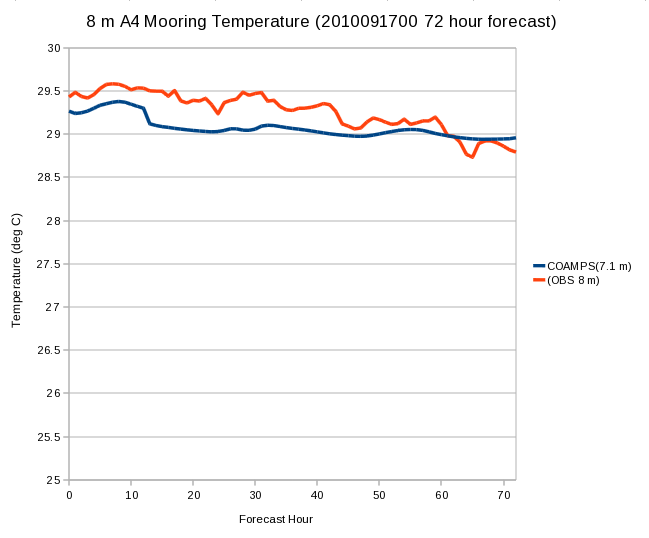 8 m A4 Mooring Temperature (2010091700 72 hour forecast)
30
29.5
29
28.5
28
27.5
27
26.5
26
25.5
25
Temperature (deg C)
0 10 20 30 40 50 60 70
Forecast Hour
COAMPS(7.1 m)
(OBS 8 m)